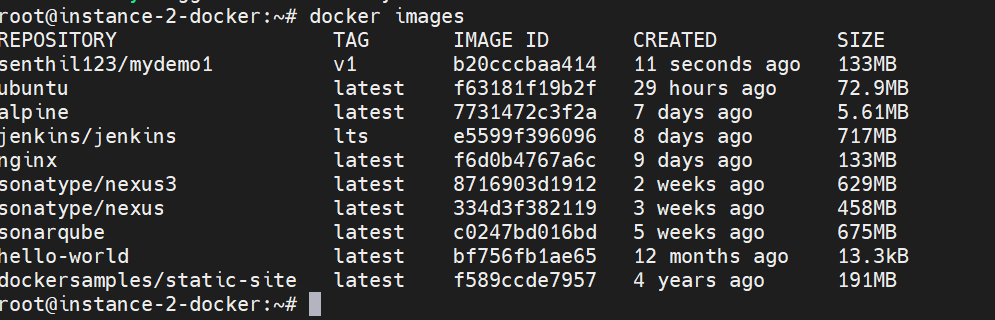 root@instance-2-docker:~# docker images
REPOSITORY TAG IMAGE ID CREATED SIZE
senthil123/mydemo1 v1 b20cccbaa414 11 seconds ago 133MB
ubuntu latest f63181f19b2f 29 hours ago 72.9MB
alpine latest 7731472c3f2a 7 days ago 5.61MB
jenkins/jenkins lts e5599f396096 8 days ago 717MB
nginx latest f6d0b4767a6c 9 days ago 133MB
sonatype/nexus3 latest 8716903d1912 2 weeks ago 629MB
sonatype/nexus latest 334d3f382119 3 weeks ago 458MB
sonarqube latest c0247bd016bd 5 weeks ago 675MB
hello-world latest bf756fb1ae65 12 months ago 13.3kB
dockersamples/static-site latest f589ccde7957 4 years ago 191MB
root@instance-2-docker:~#